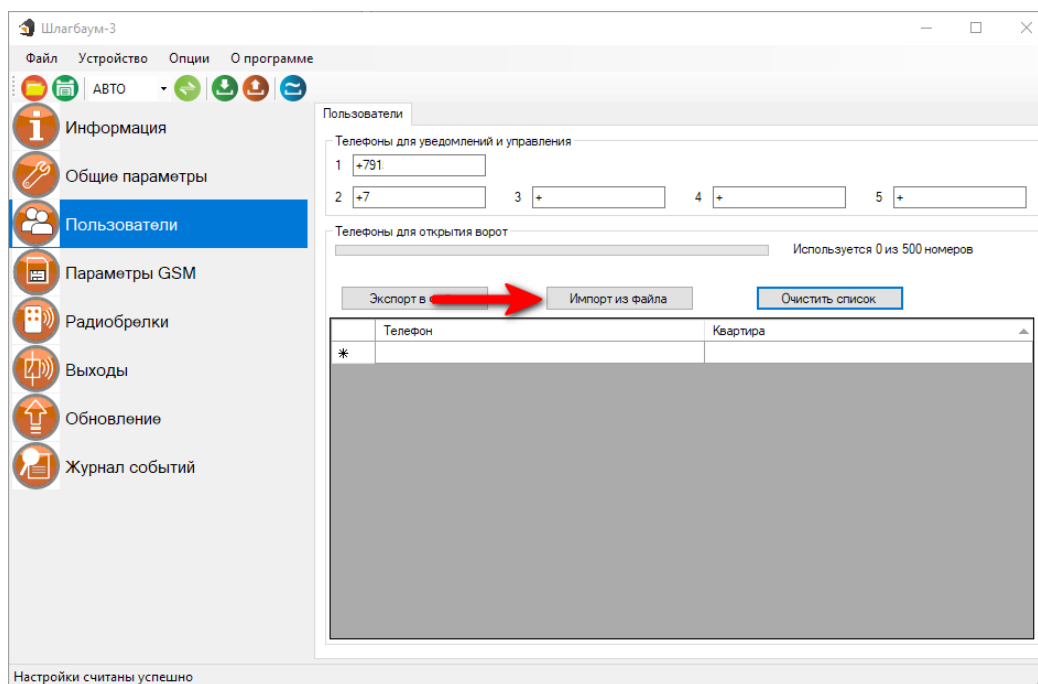 Шлагбаум-3
Файл Устройство Опции О программе
АВТО
Информация
Общие параметры
Пользователи
Параметры GSM
Радиобрелки
Выходы
Обновление
Журнал событий
Пользователи
Телефоны для уведомлений и управления
1 +791
2 +7 3 + 4 + 5 +
Телефоны для открытия ворот
Используется 0 из 500 номеров
Экспорт в Импорт из файла Очистить список
Телефон Квартира
Настройки считаны успешно